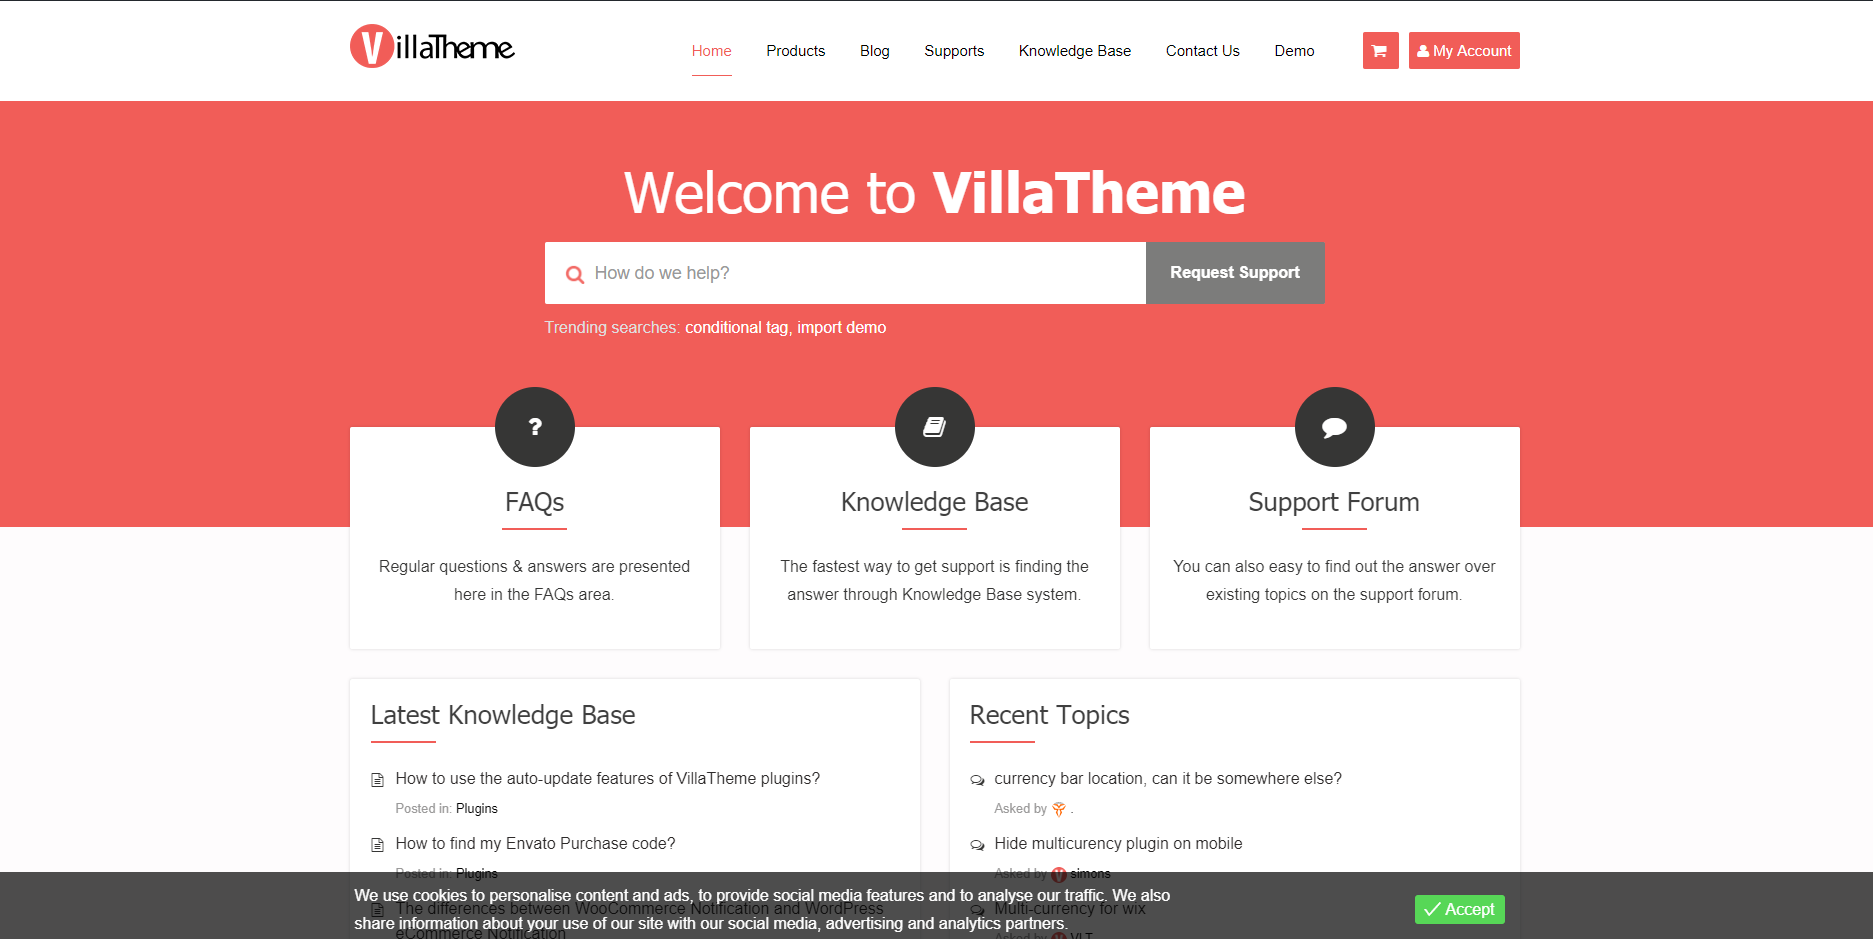 VillaTheme
Home Products Blog Supports Knowledge Base Contact Us Demo My Account
Welcome to VillaTheme
How do we help? Request Support
Trending searches: conditional tag, import demo
?
FAQs
Regular questions & answers are presented
here in the FAQs area.
Knowledge Base
The fastest way to get support is finding the
answer through Knowledge Base system.
Support Forum
You can also easy to find out the answer over
existing topics on the support forum.
Latest Knowledge Base
How to use the auto-update features of VillaTheme plugins?
Posted in: Plugins
How to find my Envato Purchase code?
Posted in: Plugins
The differences between WooCommerce Notification and WordPress
eCommerce Notification
Recent Topics
currency bar location, can it be somewhere else?
Asked by .
Hide multicurency plugin on mobile
Asked by simons
Multi-currency for wix
Asked by VLT
We use cookies to personalise content and ads, to provide social media features and to analyse our traffic. We also
share information about your use of our site with our social media, advertising and analytics partners.
Accept